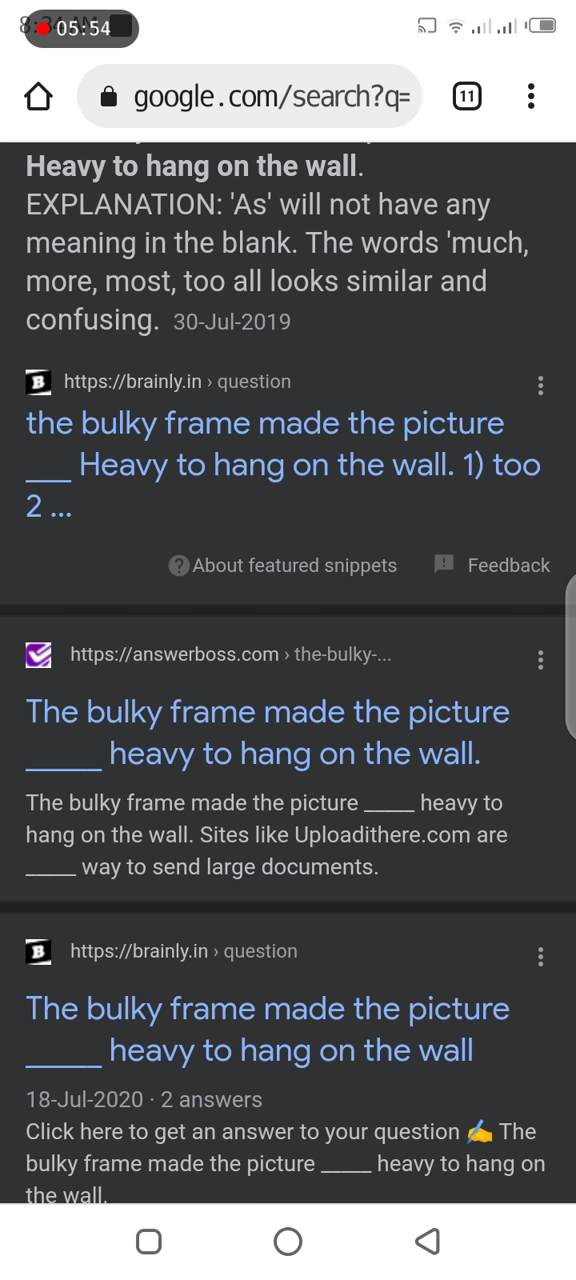 05:54
google.com/search?q=
11
Heavy to hang on the wall.
EXPLANATION: 'As' will not have any
meaning in the blank. The words 'much,
more, most, too all looks similar and
confusing. 30-Jul-2019
https://brainly.in › question
the bulky frame made the picture
___ Heavy to hang on the wall. 1) too
2 ...
About featured snippets
Feedback
https://answerboss.com › the-bulky-...
The bulky frame made the picture
_____ heavy to hang on the wall.
The bulky frame made the picture _____ heavy to
hang on the wall. Sites like Uploadithere.com are
_____ way to send large documents.
https://brainly.in › question
The bulky frame made the picture
_____ heavy to hang on the wall
18-Jul-2020 · 2 answers
Click here to get an answer to your question ✍️ The
bulky frame made the picture _____ heavy to hang on
the wall.